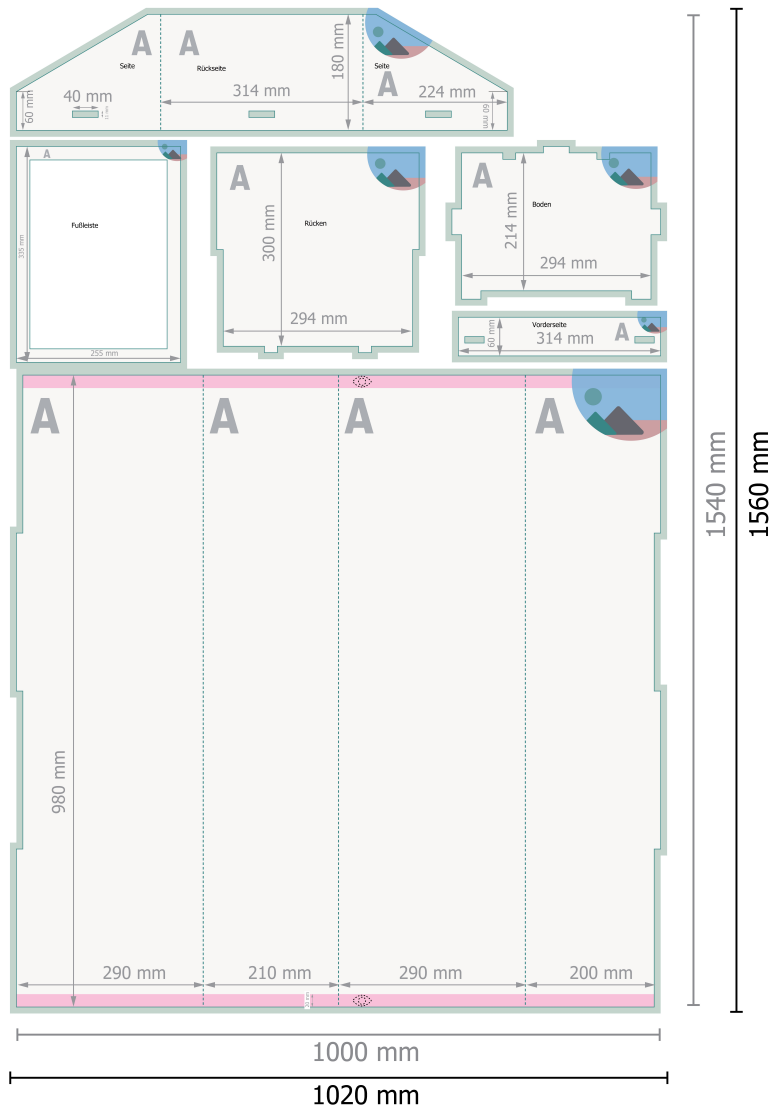 A
A
Seite
Rückseite
Seite
A
180 mm
60 mm
40 mm
314 mm
224 mm
60 mm
A
Fußleiste
335 mm
255 mm
A
Rücken
300 mm
294 mm
A
Boden
214 mm
294 mm
Vorderseite
A
60 mm
314 mm
A
A
A
A
980 mm
290 mm
210 mm
290 mm
200 mm
1540 mm
1560 mm
1000 mm
1020 mm